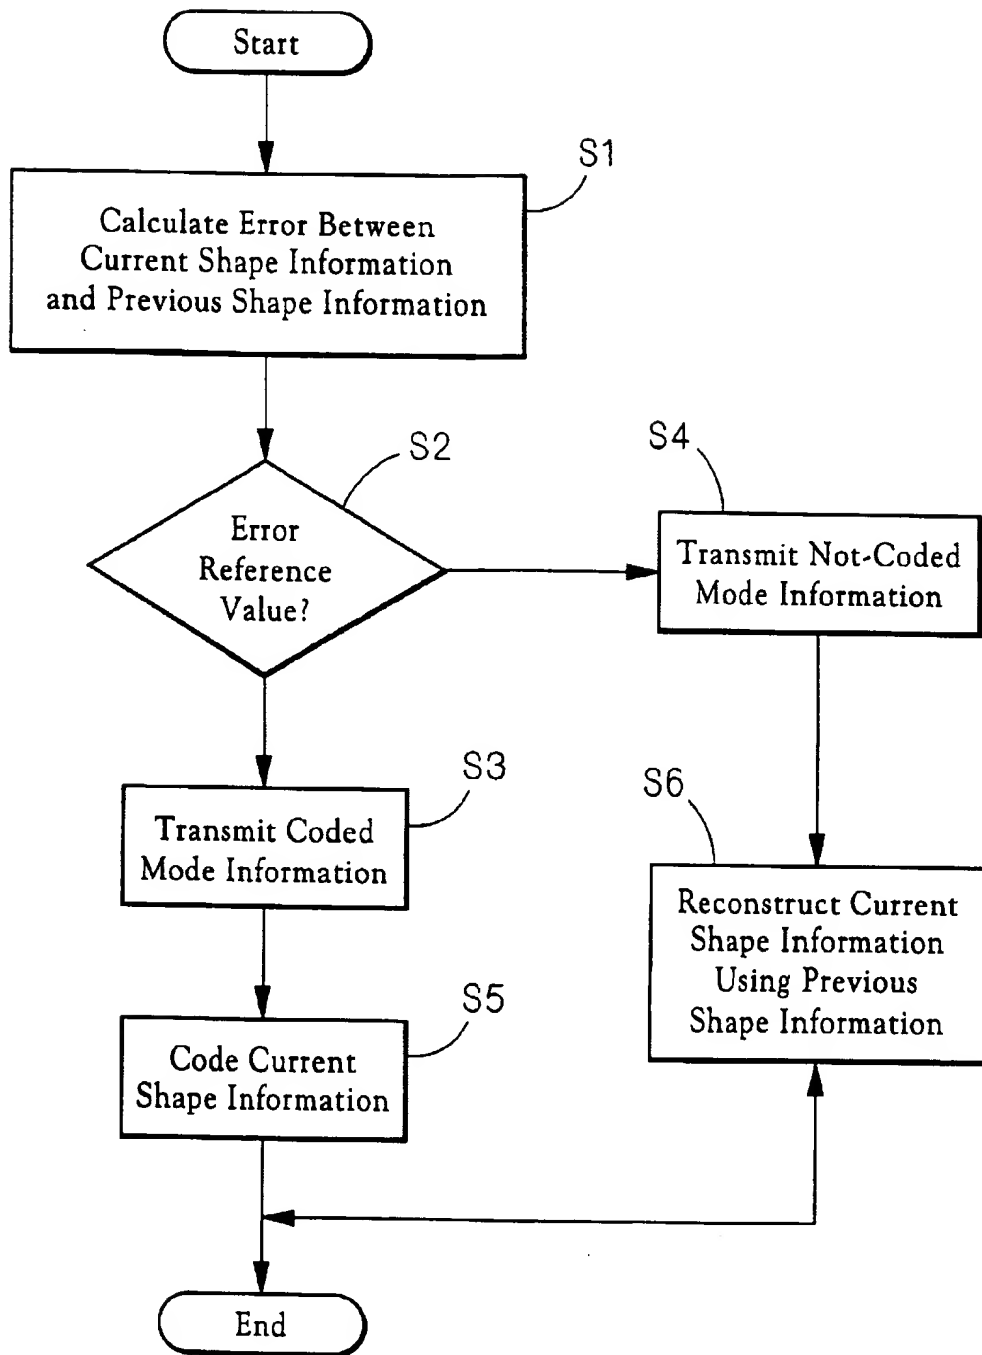 Start
S1
Calculate Error Between
Current Shape Information
and Previous Shape Information
S2
Error
Reference
Value?
S4
Transmit Not-Coded
Mode Information
S3
Transmit Coded
Mode Information
S6
Reconstruct Current
Shape Information
Using Previous
Shape Information
S5
Code Current
Shape Information
End